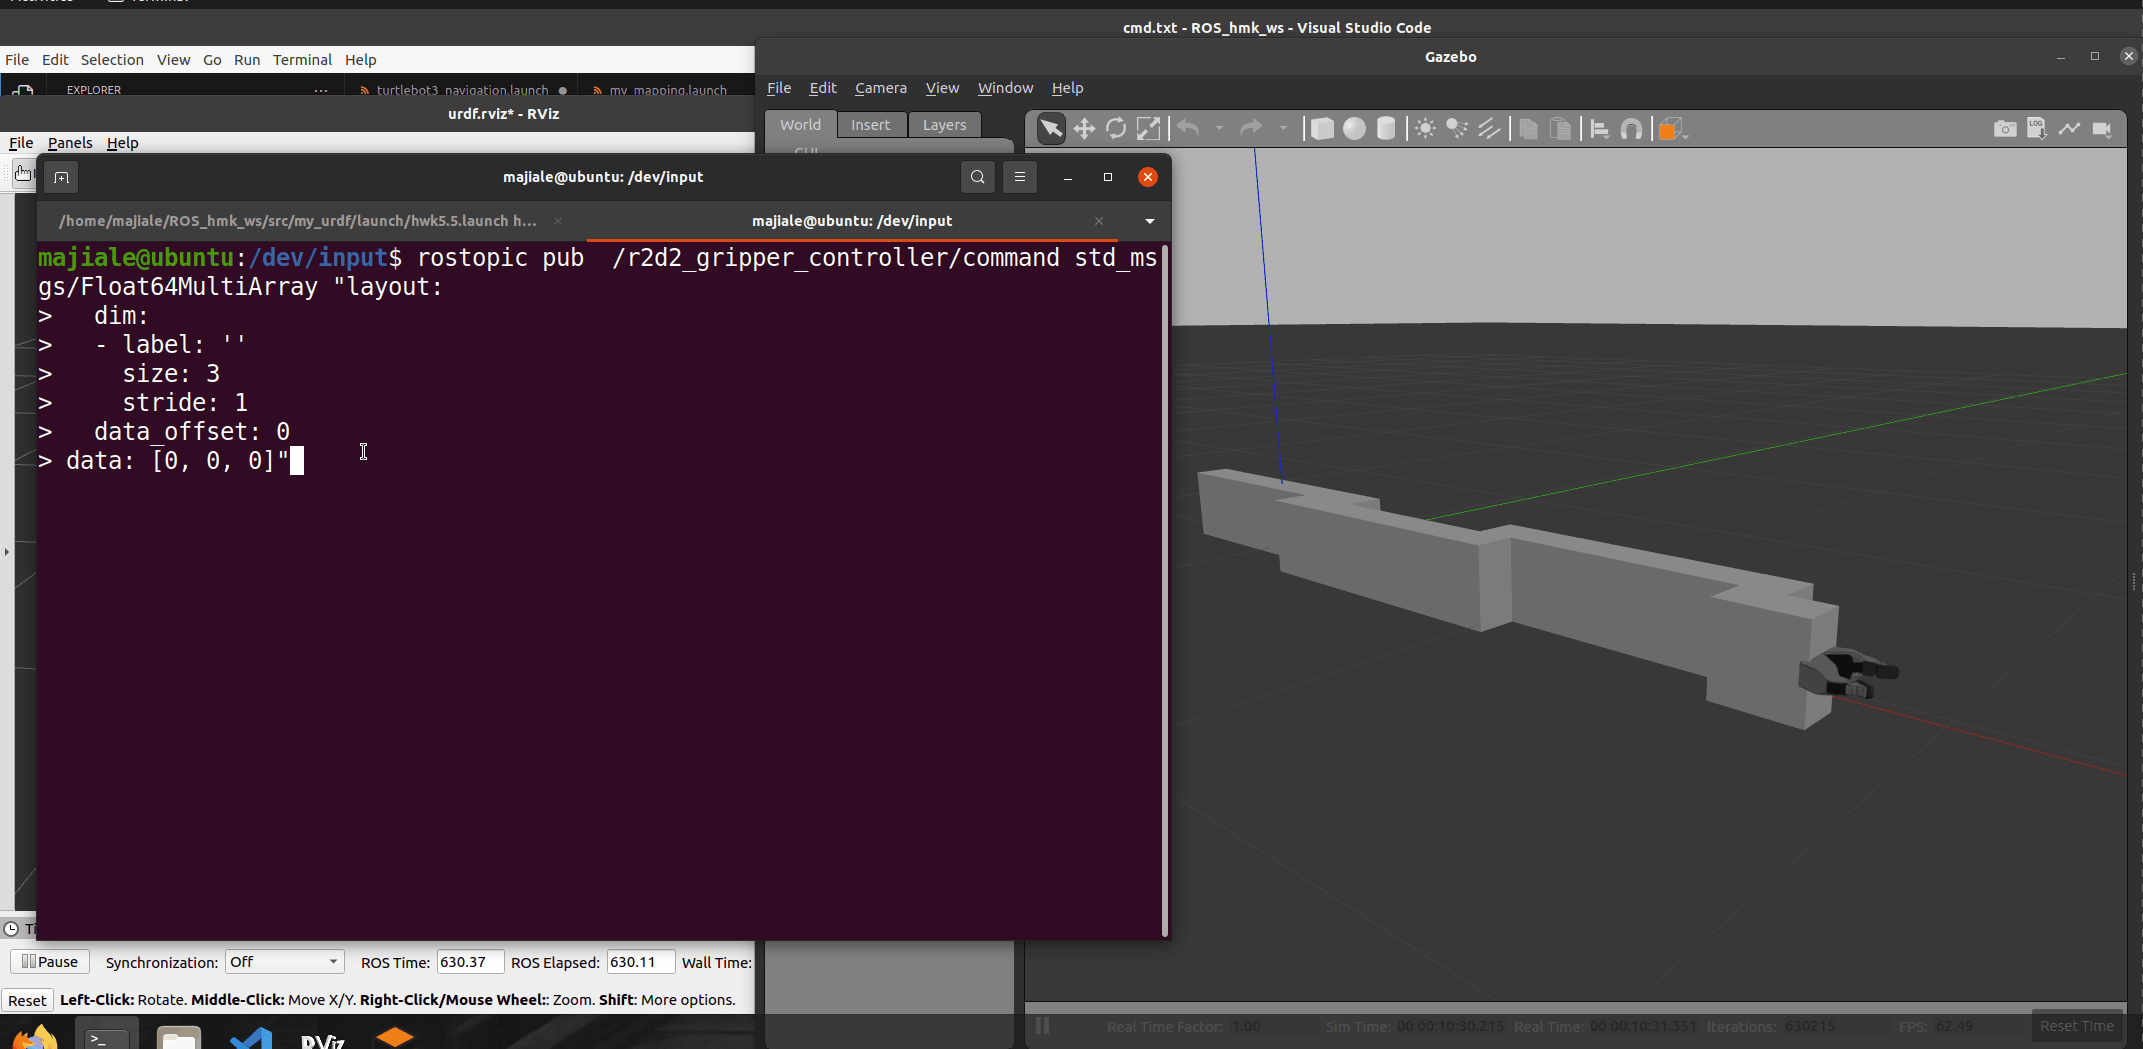 cmd.txt - ROS_hmk_ws - Visual Studio Code
File Edit Selection View Go Run Terminal Help
EXPLORER ... turtlebot3_navigation.launch my_mapping.launch
urdf.rviz* - RViz
File Panels Help
Gazebo
File Edit Camera View Window Help
World Insert Layers
majiale@ubuntu: /dev/input
/home/majiale/ROS_hmk_ws/src/my_urdf/launch/hwk5.5.launch h... majiale@ubuntu: /dev/input
majiale@ubuntu:/dev/input$ rostopic pub  /r2d2_gripper_controller/command std_ms
gs/Float64MultiArray "layout:
>   dim:
>   - label: ''
>     size: 3
>     stride: 1
>   data_offset: 0
> data: [0, 0, 0]"
Pause Synchronization: Off ROS Time: 630.37 ROS Elapsed: 630.11 Wall Time:
Reset Left-Click: Rotate. Middle-Click: Move X/Y. Right-Click/Mouse Wheel:: Zoom. Shift: More options.
RViz
Real Time Factor: 1.00 Sim Time: 00 00:10:30.215 Real Time: 00 00:10:31.351 Iterations: 630215 FPS: 62.49 Reset Time